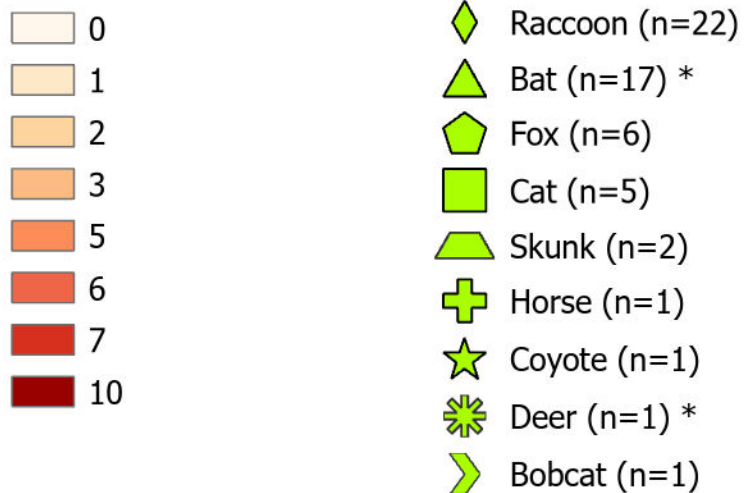 0
1
2
3
5
6
7
10
Raccoon (n=22)
Bat (n=17) *
Fox (n=6)
Cat (n=5)
Skunk (n=2)
Horse (n=1)
Coyote (n=1)
Deer (n=1) *
Bobcat (n=1)